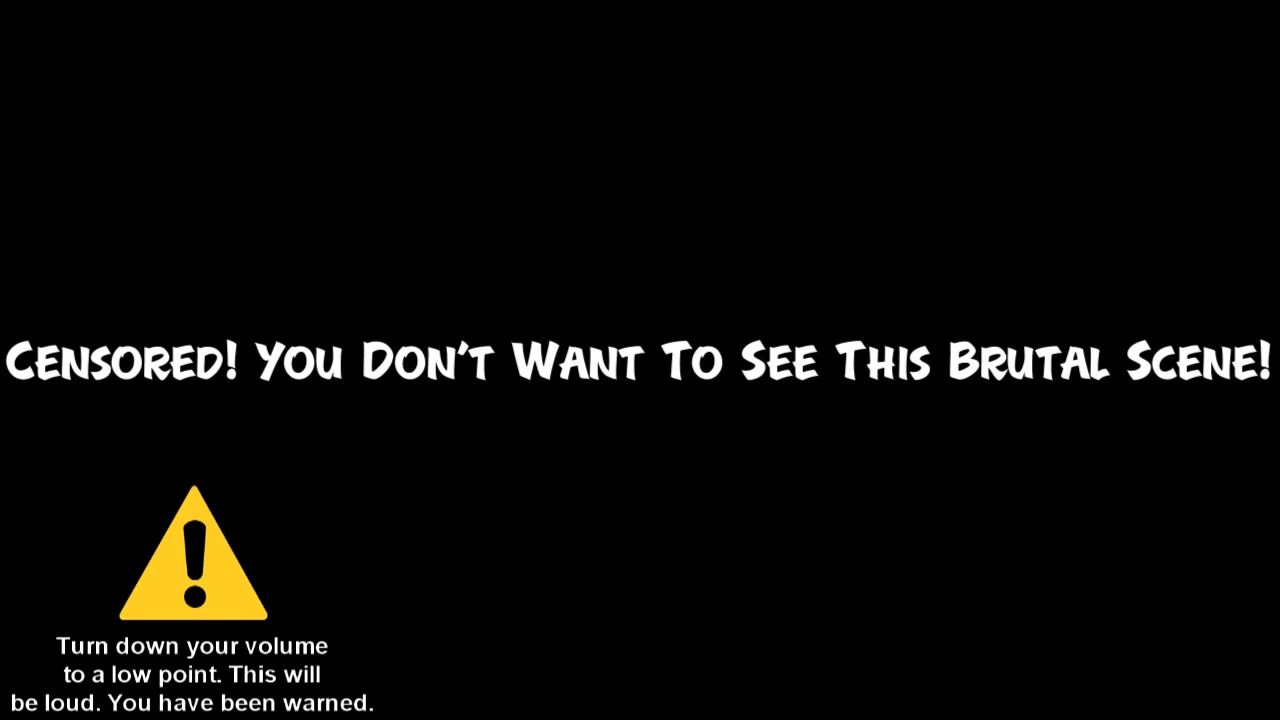 Censored! You Don't Want To See This Brutal Scene!
Turn down your volume
to a low point. This will
be loud. You have been warned.